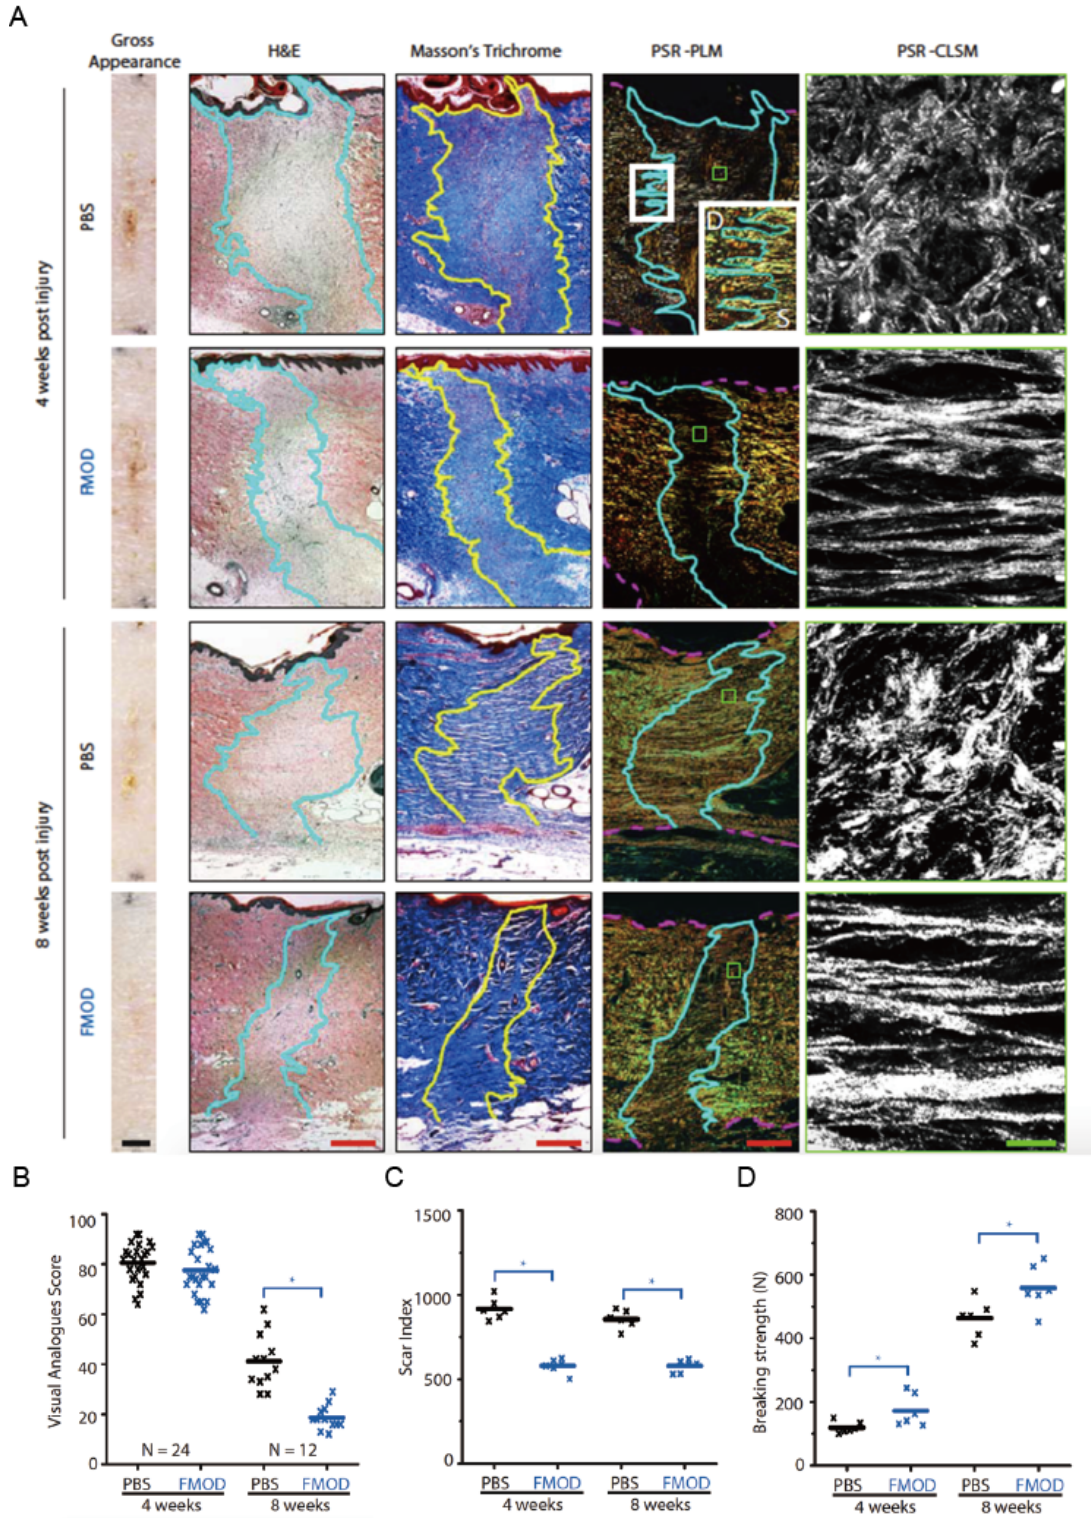 A
Gross
Appearance
H&E
Masson's Trichrome
PSR -PLM
PSR -CLSM
4 weeks post injury
PBS
D
S
FMOD
8 weeks post injury
PBS
FMOD
B
Visual Analogues Score
100
80
60
40
20
0
*
N = 24
N = 12
PBS
FMOD
PBS
FMOD
4 weeks
8 weeks
C
Scar Index
1500
1000
500
0
*
*
PBS
FMOD
PBS
FMOD
4 weeks
8 weeks
D
Breaking strength (N)
800
600
400
200
0
*
*
PBS
FMOD
PBS
FMOD
4 weeks
8 weeks